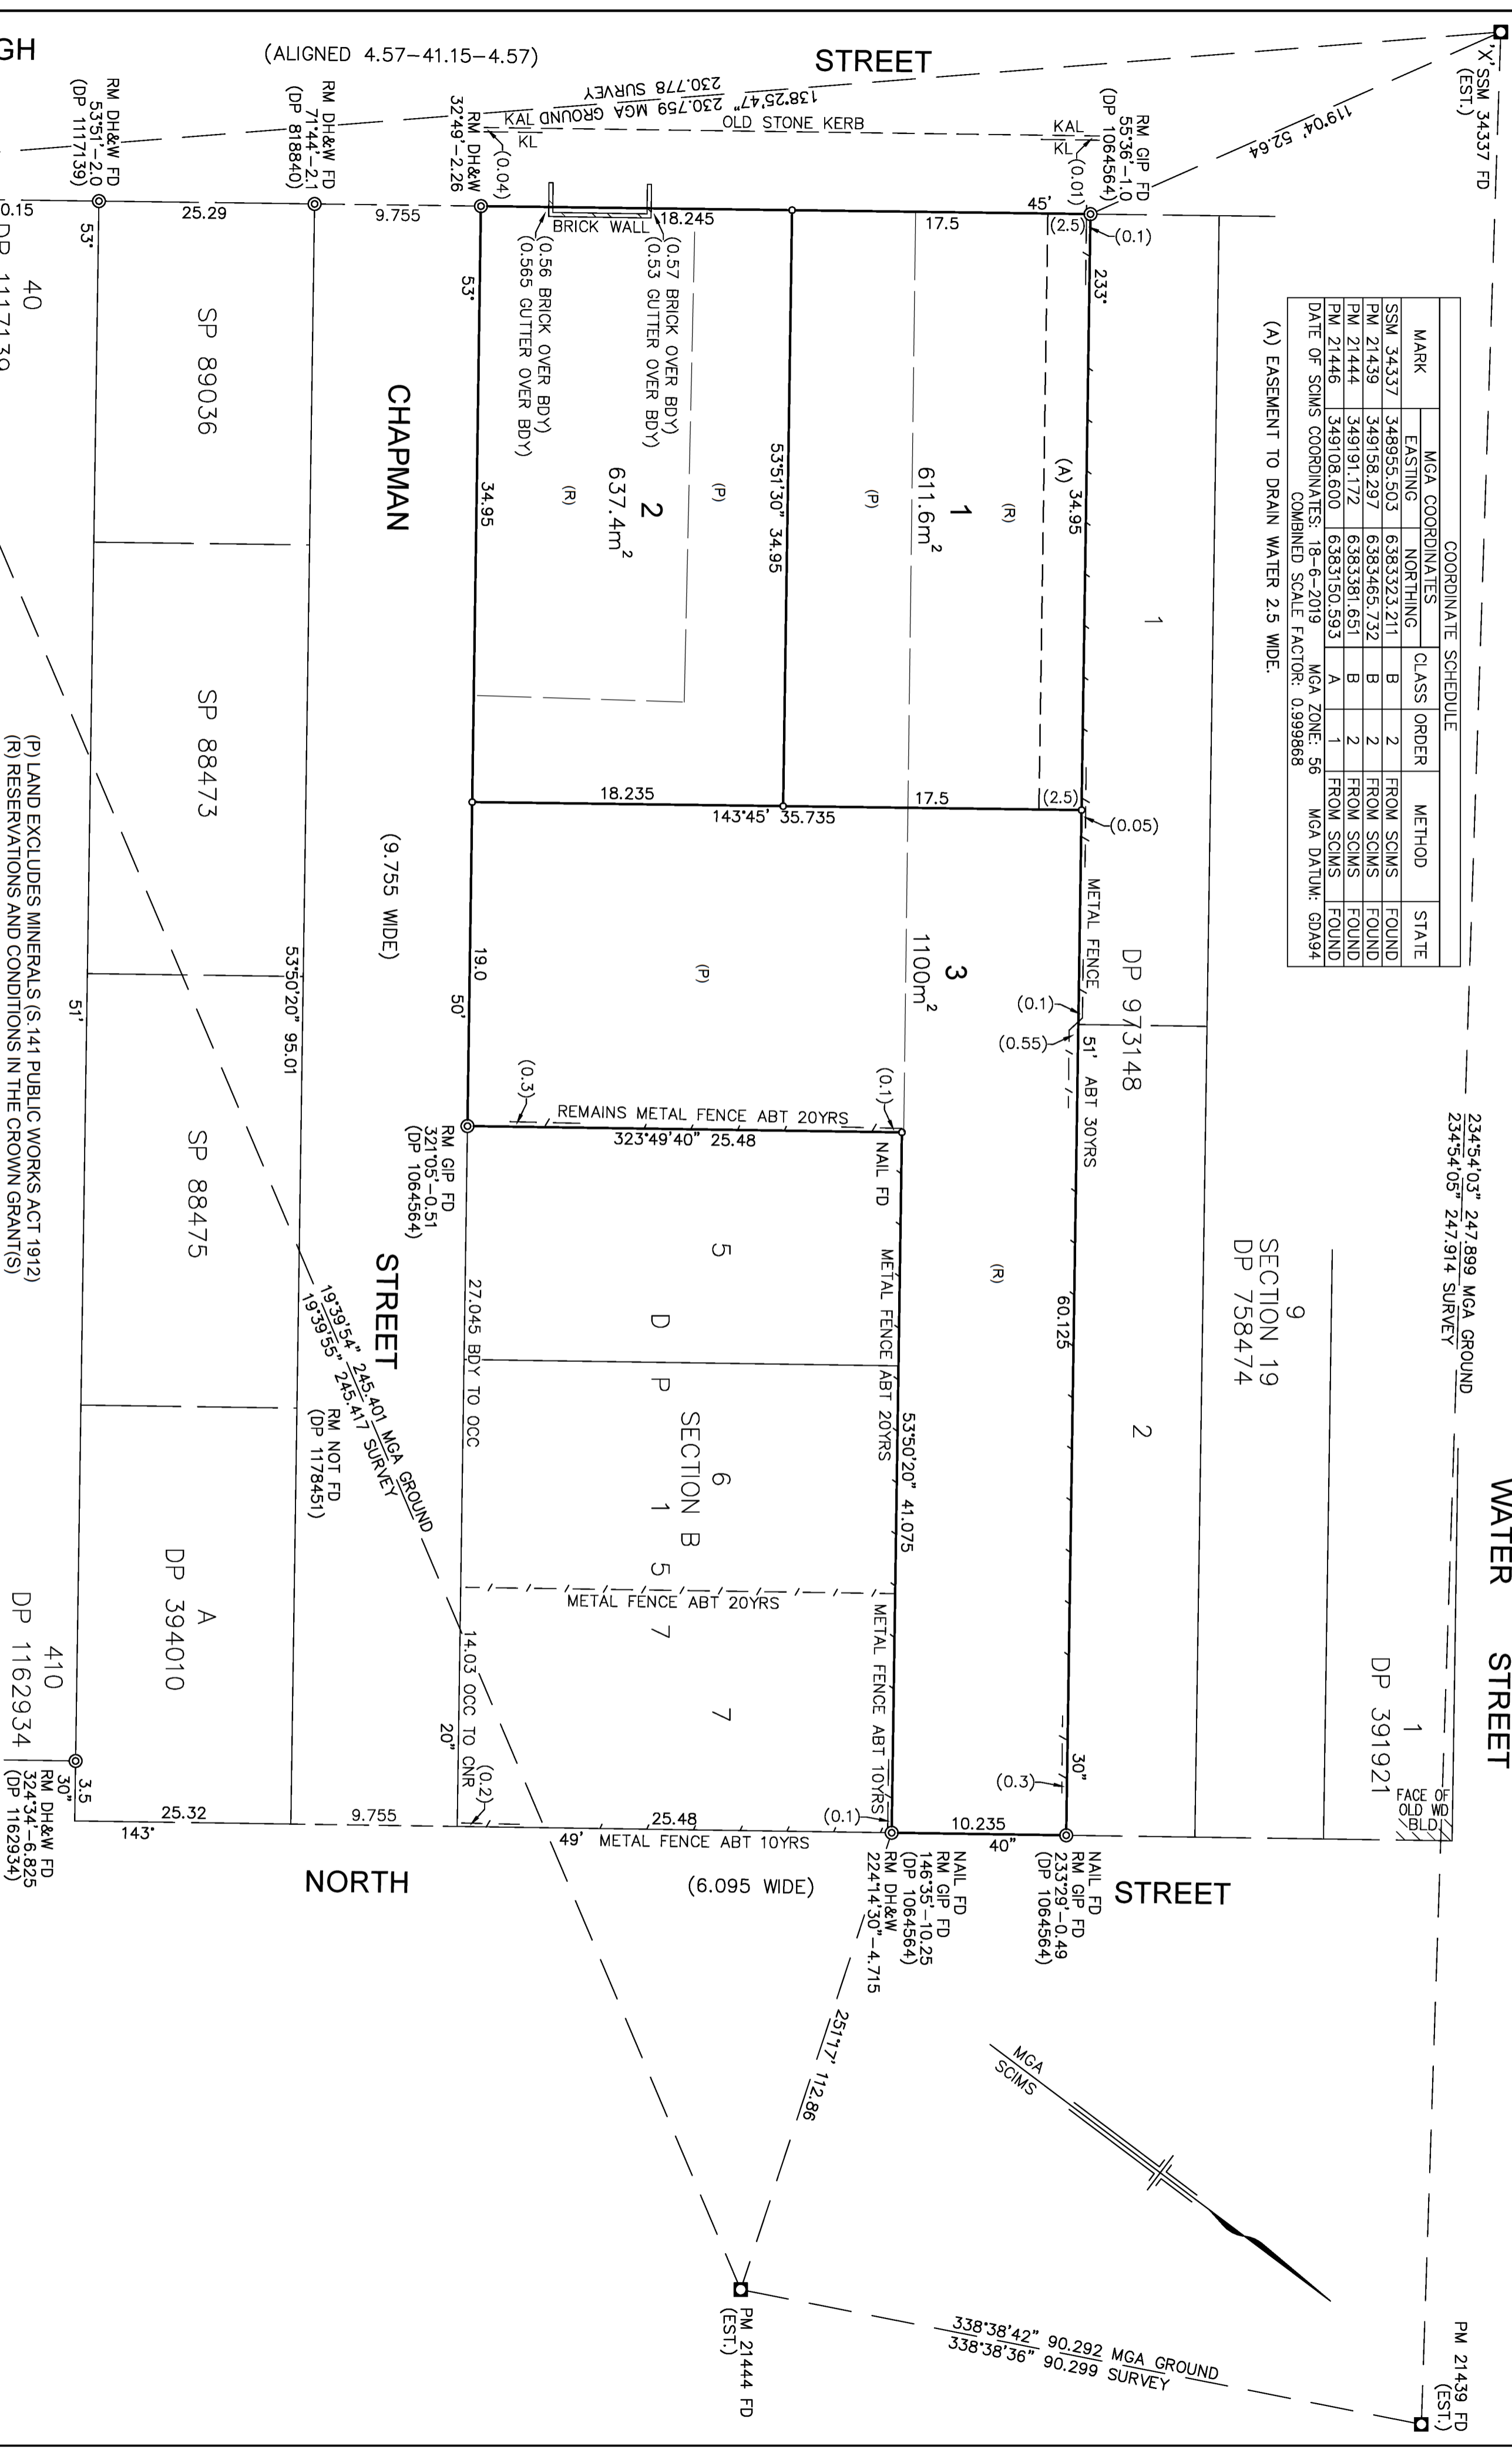 GH
(ALIGNED 4.57-41.15-4.57)
STREET
138°25'47" 230.759 MGA GROUND
230.778 SURVEY
'X' SSM 34337 FD
(EST.)
119°04' 52.64
KAL
KL
OLD STONE KERB
KAL
KL
RM DH&W FD
53°51'-2.0
(DP 1117139)
RM DH&W FD
71°44'-2.1
(DP 818840)
RM DH&W
32°49'-2.26
(0.04)
RM GIP FD
55°36'-1.0
(DP 1064564)
(0.01)
0.15
25.29
9.755
18.245
17.5
45'
(2.5)
(0.1)
BRICK WALL
(0.57 BRICK OVER BDY)
(0.53 GUTTER OVER BDY)
(0.56 BRICK OVER BDY)
(0.565 GUTTER OVER BDY)
COORDINATE SCHEDULE
MARK
MGA COORDINATES
EASTING
NORTHING
CLASS
ORDER
METHOD
STATE
SSM 34337 348955.503 6383323.211 B 2 FROM SCIMS FOUND
PM 21439 349158.297 6383465.732 B 2 FROM SCIMS FOUND
PM 21444 349191.172 6383381.651 B 2 FROM SCIMS FOUND
PM 21446 349108.600 6383150.593 A 1 FROM SCIMS FOUND
DATE OF SCIMS COORDINATES: 18-6-2019 MGA ZONE: 56 MGA DATUM: GDA94
COMBINED SCALE FACTOR: 0.999868
(A) EASEMENT TO DRAIN WATER 2.5 WIDE.
233°
(A)
34.95
1
611.6m²
(R)
(P)
53°51'30" 34.95
2
637.4m²
(P)
(R)
53°
34.95
1
18.235
17.5
(2.5)
143°45' 35.735
(0.05)
METAL FENCE
51' ABT 30YRS
(0.1)
(0.55)
DP 973148
3
1100m²
(P)
(R)
19.0
50'
(0.3)
(0.1)
REMAINS METAL FENCE ABT 20YRS
323°49'40" 25.48
NAIL FD
RM GIP FD
321°05'-0.51
(DP 1064564)
METAL FENCE ABT 20YRS
53°50'20" 41.075
METAL FENCE ABT 10YRS
60.125
30"
(0.3)
(0.1)
2
9
SECTION 19
DP 758474
1
DP 391921
FACE OF
OLD WD
BLD
234°54'03" 247.899 MGA GROUND
234°54'05" 247.914 SURVEY
WATER STREET
5
6
7
7
SECTION B
D P 1 5
METAL FENCE ABT 20YRS
27.045 BDY TO OCC
14.03 OCC TO CNR
20"
(0.2)
CHAPMAN
STREET
(9.755 WIDE)
53°50'20" 95.01
19°39'54" 245.401 MGA GROUND
19°39'55" 245.417 SURVEY
RM NOT FD
(DP 1178451)
53°
51'
40
DP 1117139
SP 89036
SP 88473
SP 88475
A
DP 394010
410
DP 1162934
(P) LAND EXCLUDES MINERALS (S.141 PUBLIC WORKS ACT 1912)
(R) RESERVATIONS AND CONDITIONS IN THE CROWN GRANT(S)
3.5
30"
RM DH&W FD
324°34'-6.825
(DP 1162934)
25.32
143°
9.755
25.48
49'
METAL FENCE ABT 10YRS
10.235
40"
NORTH
(6.095 WIDE)
STREET
NAIL FD
RM GIP FD
233°29'-0.49
(DP 1064564)
NAIL FD
RM GIP FD
146°35'-10.25
(DP 1064564)
RM DH&W
224°14'30"-4.715
251°17' 112.86
MGA
SCIMS
PM 21444 FD
(EST.)
338°38'42" 90.292 MGA GROUND
338°38'36" 90.299 SURVEY
PM 21439 FD
(EST.)